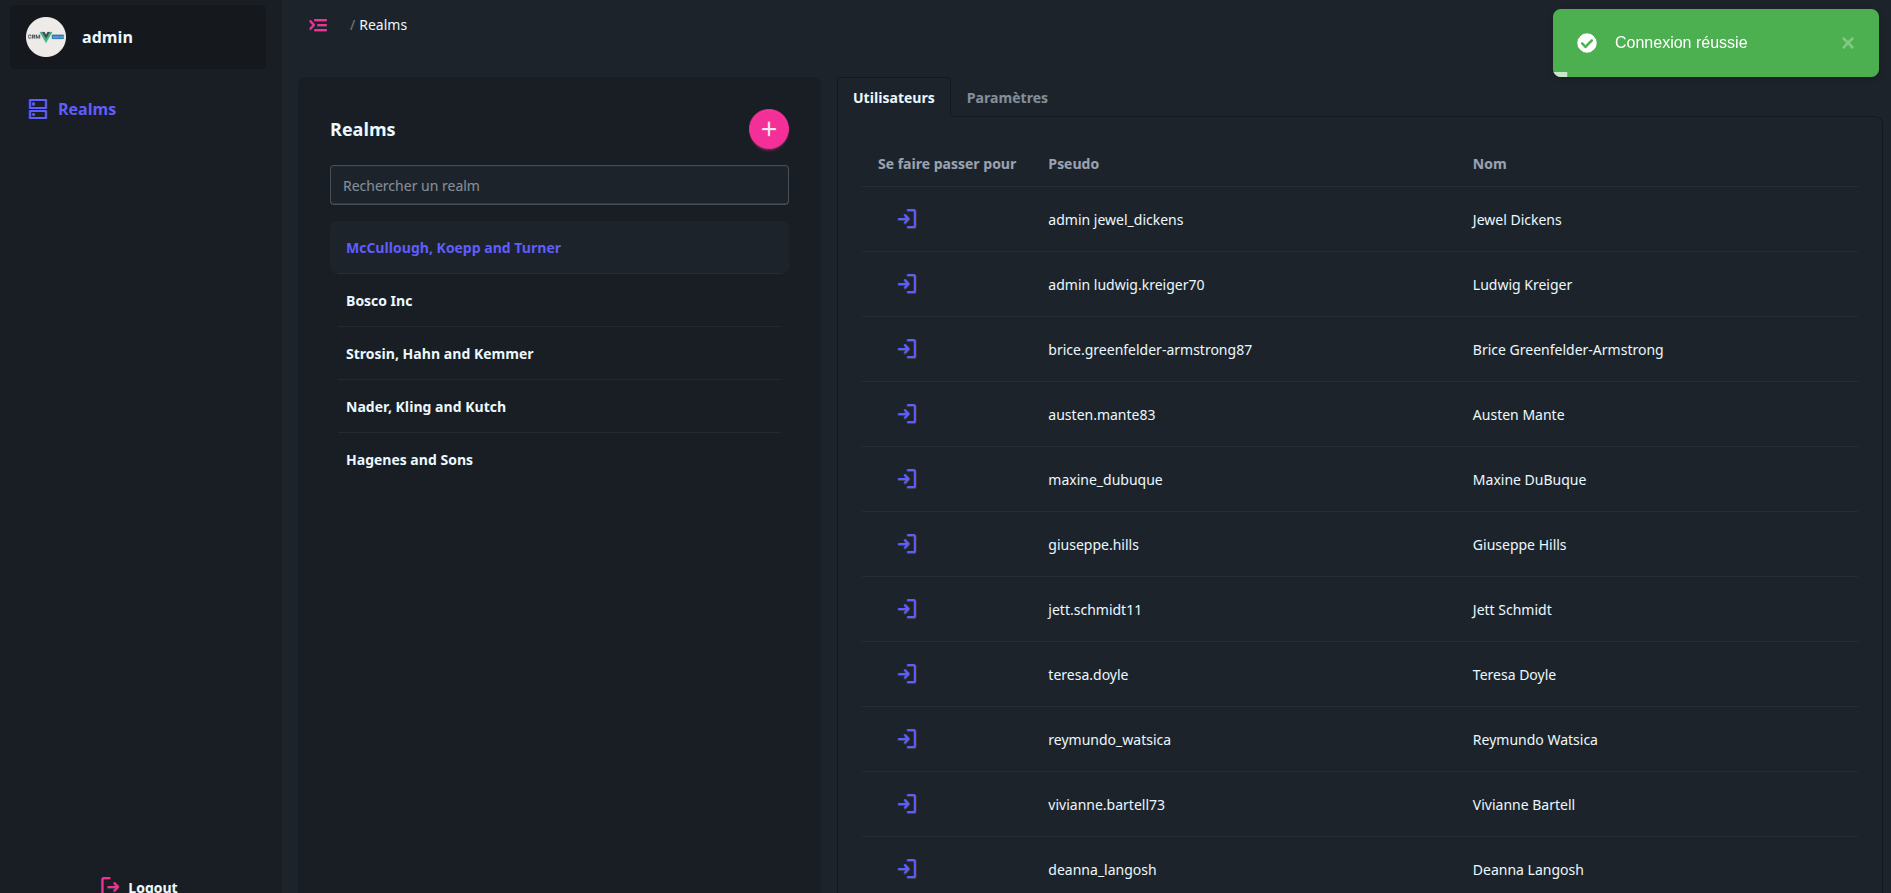 CRM
admin
Realms
Logout
/ Realms
Connexion réussie
Realms
Rechercher un realm
McCullough, Koepp and Turner
Bosco Inc
Strosin, Hahn and Kemmer
Nader, Kling and Kutch
Hagenes and Sons
Utilisateurs Paramètres
Se faire passer pour Pseudo Nom
admin jewel_dickens Jewel Dickens
admin ludwig.kreiger70 Ludwig Kreiger
brice.greenfelder-armstrong87 Brice Greenfelder-Armstrong
austen.mante83 Austen Mante
maxine_dubuque Maxine DuBuque
giuseppe.hills Giuseppe Hills
jett.schmidt11 Jett Schmidt
teresa.doyle Teresa Doyle
reymundo_watsica Reymundo Watsica
vivianne.bartell73 Vivianne Bartell
deanna_langosh Deanna Langosh